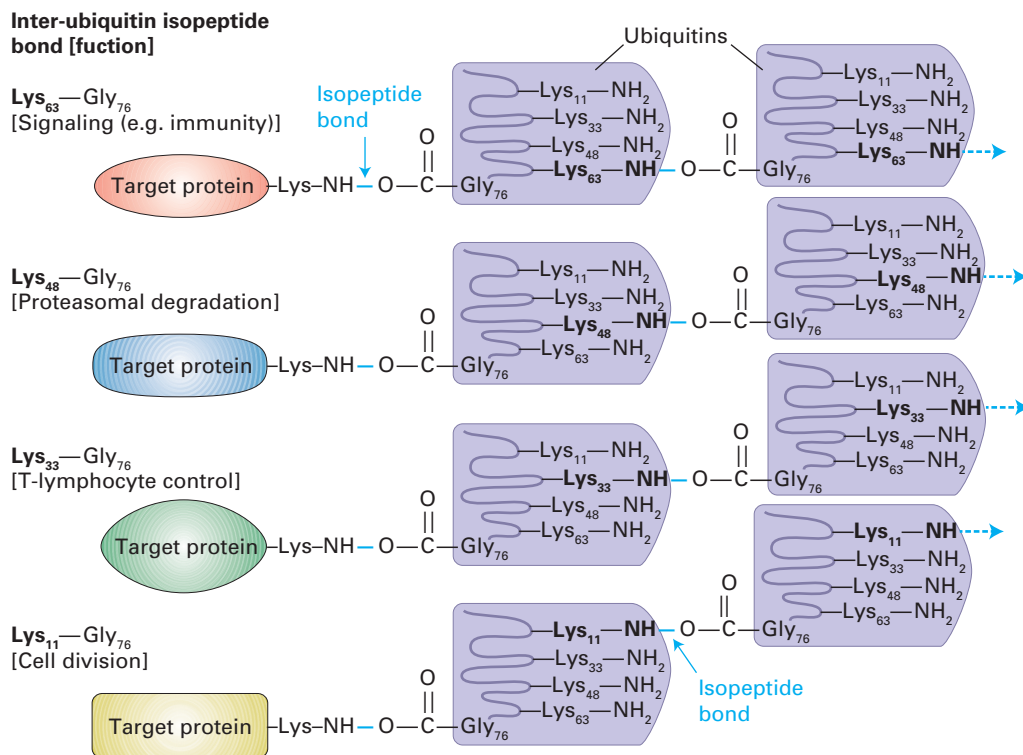 Inter-ubiquitin isopeptide
bond [fuction]
Ubiquitins
Lys₆₃—Gly₇₆
[Signaling (e.g. immunity)]
Isopeptide
bond
Target protein
Lys–NH–O—C—Gly₇₆
O
Lys₁₁—NH₂
Lys₃₃—NH₂
Lys₄₈—NH₂
Lys₆₃—NH–O—C—Gly₇₆
O
Lys₁₁—NH₂
Lys₃₃—NH₂
Lys₄₈—NH₂
Lys₆₃—NH
Lys₄₈—Gly₇₆
[Proteasomal degradation]
Target protein
Lys–NH–O—C—Gly₇₆
O
Lys₁₁—NH₂
Lys₃₃—NH₂
Lys₄₈—NH–O—C—Gly₇₆
Lys₆₃—NH₂
O
Lys₁₁—NH₂
Lys₃₃—NH₂
Lys₄₈—NH
Lys₆₃—NH₂
Lys₃₃—Gly₇₆
[T-lymphocyte control]
Target protein
Lys–NH–O—C—Gly₇₆
O
Lys₁₁—NH₂
Lys₃₃—NH–O—C—Gly₇₆
Lys₄₈—NH₂
Lys₆₃—NH₂
O
Lys₁₁—NH₂
Lys₃₃—NH
Lys₄₈—NH₂
Lys₆₃—NH₂
Lys₁₁—Gly₇₆
[Cell division]
Target protein
Lys–NH–O—C—Gly₇₆
O
Lys₁₁—NH–O—C—Gly₇₆
Lys₃₃—NH₂
Lys₄₈—NH₂
Lys₆₃—NH₂
O
Lys₁₁—NH
Lys₃₃—NH₂
Lys₄₈—NH₂
Lys₆₃—NH₂
Isopeptide
bond